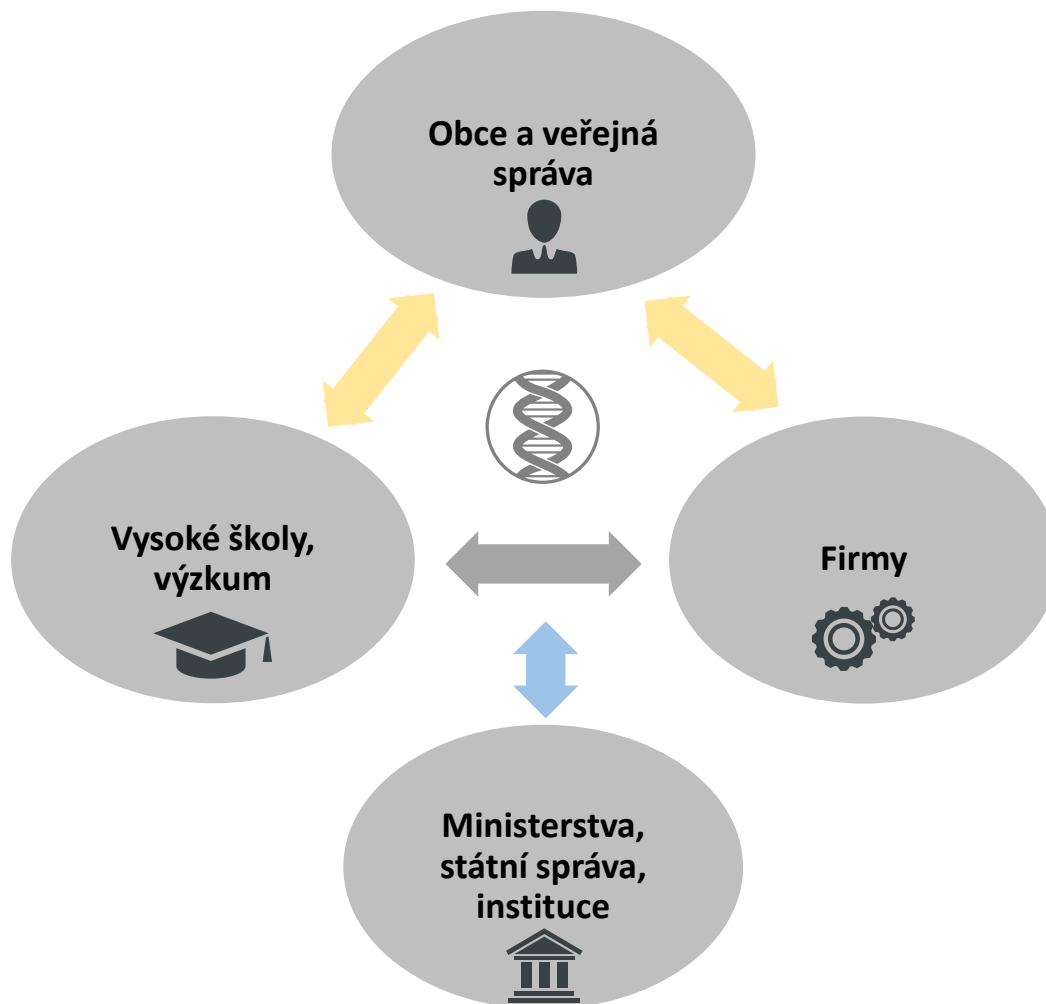 Obce a veřejná
správa
Vysoké školy,
výzkum
Firmy
Ministerstva,
státní správa,
instituce